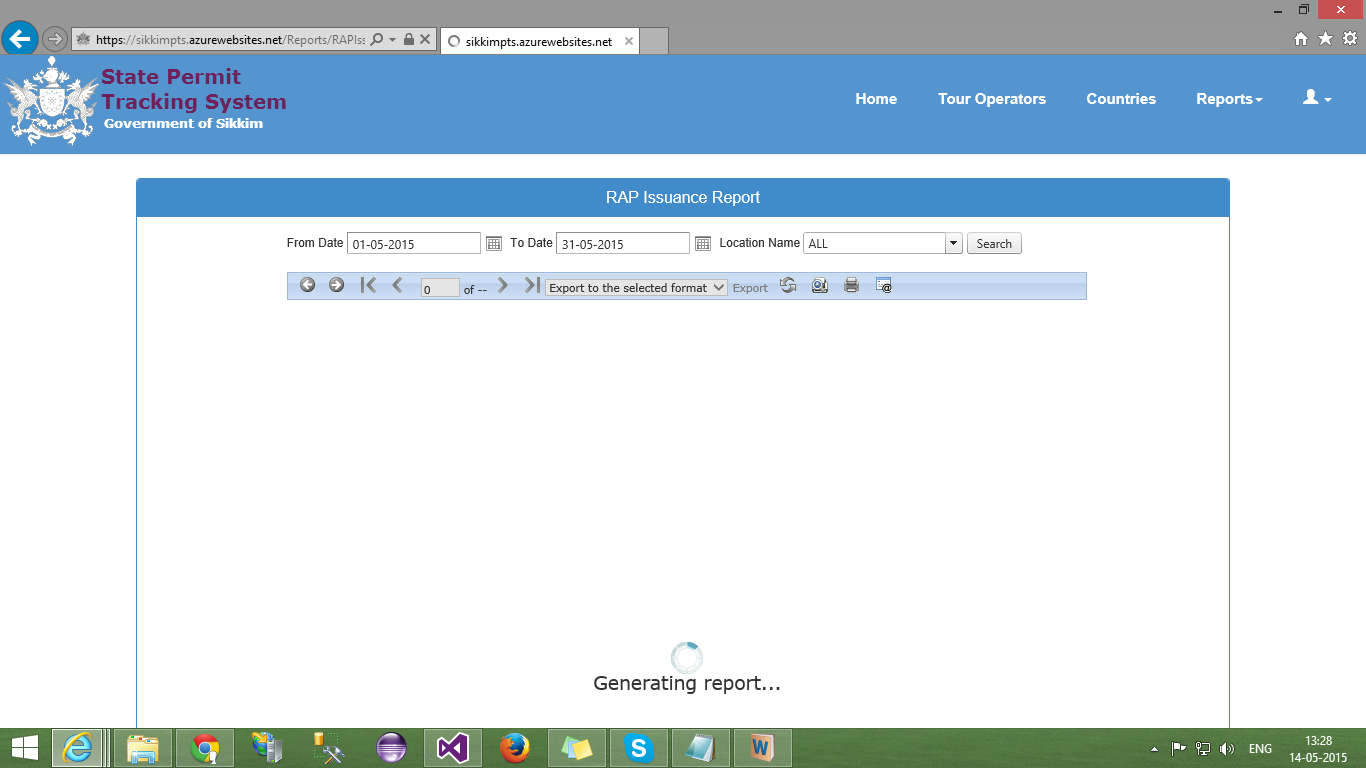 https://sikkimpts.azurewebsites.net/Reports/RAPIss
sikkimpts.azurewebsites.net
State Permit
Tracking System
Government of Sikkim
Home Tour Operators Countries Reports
RAP Issuance Report
From Date 01-05-2015 To Date 31-05-2015 Location Name ALL Search
0 of -- Export to the selected format Export
Generating report...
ENG
13:28
14-05-2015